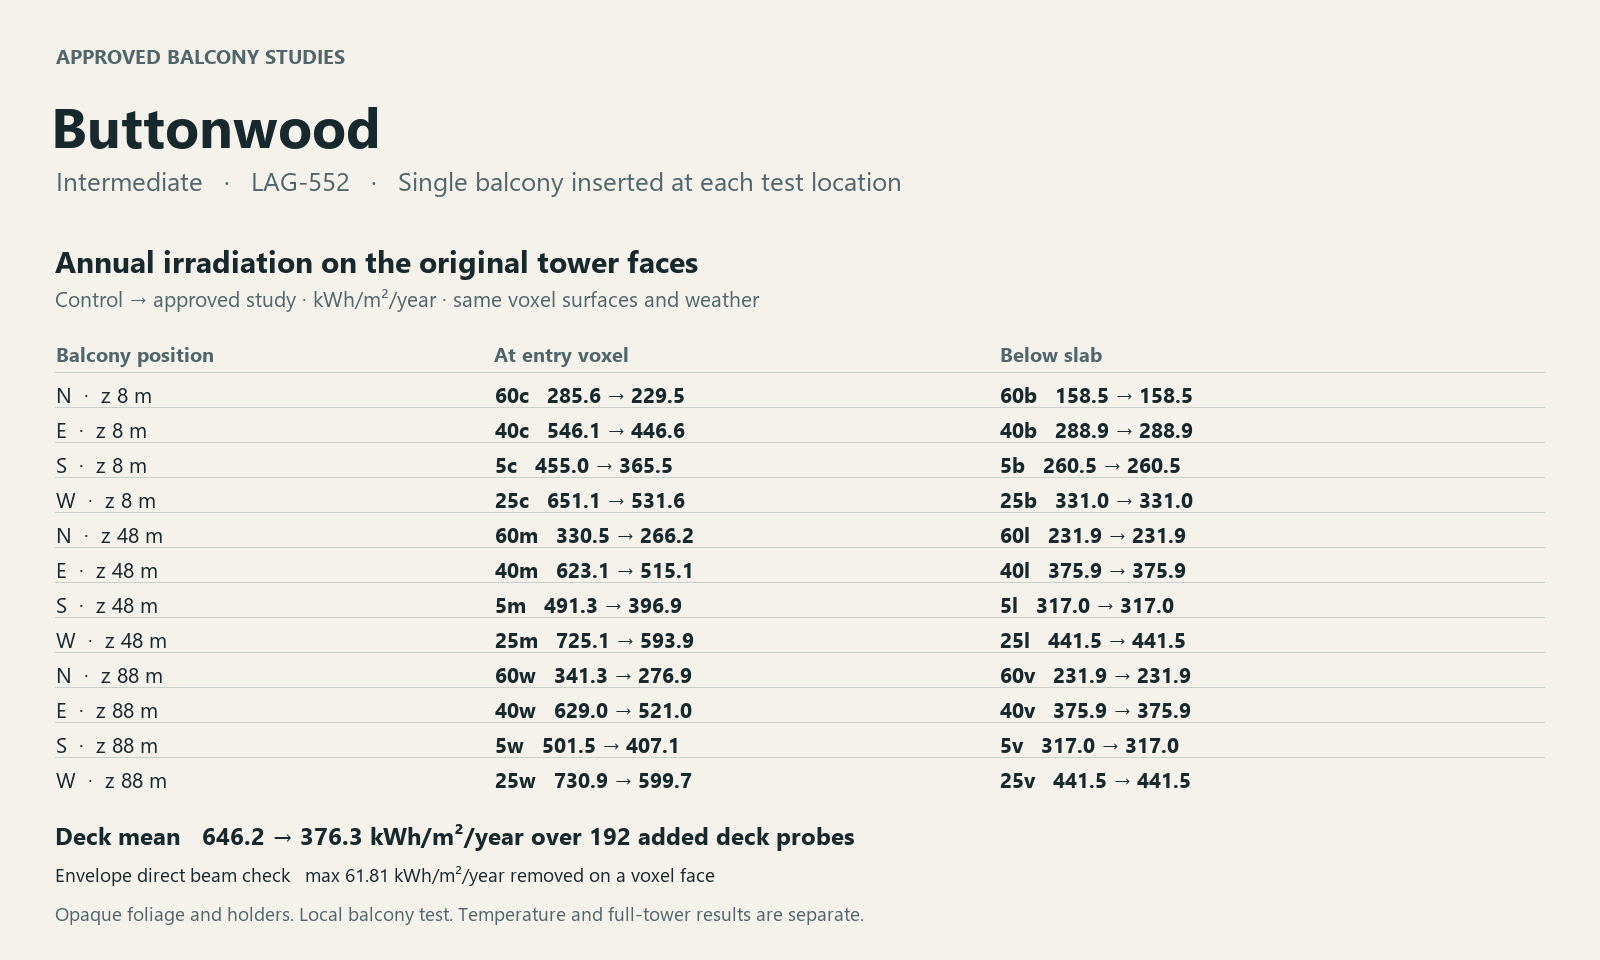 APPROVED BALCONY STUDIES
Buttonwood
Intermediate · LAG-552 · Single balcony inserted at each test location
Annual irradiation on the original tower faces
Control → approved study · kWh/m²/year · same voxel surfaces and weather
Balcony position At entry voxel Below slab
N · z 8 m 60c 285.6 → 229.5 60b 158.5 → 158.5
E · z 8 m 40c 546.1 → 446.6 40b 288.9 → 288.9
S · z 8 m 5c 455.0 → 365.5 5b 260.5 → 260.5
W · z 8 m 25c 651.1 → 531.6 25b 331.0 → 331.0
N · z 48 m 60m 330.5 → 266.2 60l 231.9 → 231.9
E · z 48 m 40m 623.1 → 515.1 40l 375.9 → 375.9
S · z 48 m 5m 491.3 → 396.9 5l 317.0 → 317.0
W · z 48 m 25m 725.1 → 593.9 25l 441.5 → 441.5
N · z 88 m 60w 341.3 → 276.9 60v 231.9 → 231.9
E · z 88 m 40w 629.0 → 521.0 40v 375.9 → 375.9
S · z 88 m 5w 501.5 → 407.1 5v 317.0 → 317.0
W · z 88 m 25w 730.9 → 599.7 25v 441.5 → 441.5
Deck mean 646.2 → 376.3 kWh/m²/year over 192 added deck probes
Envelope direct beam check max 61.81 kWh/m²/year removed on a voxel face
Opaque foliage and holders. Local balcony test. Temperature and full-tower results are separate.